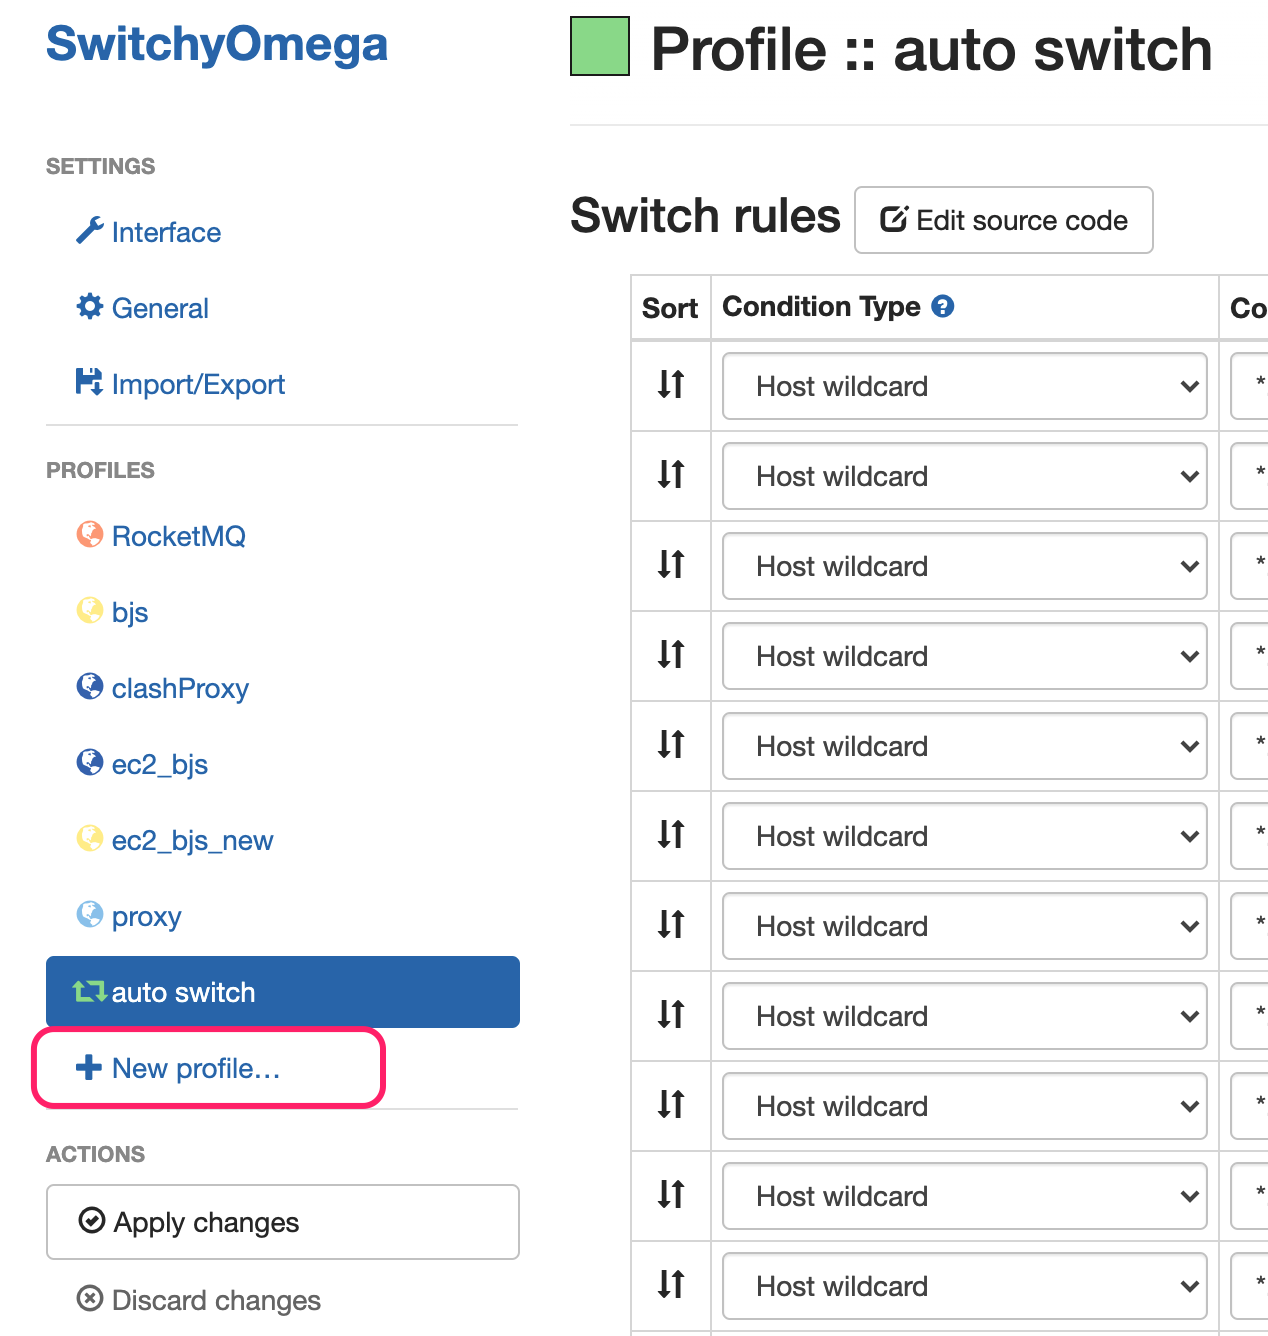 SwitchyOmega
SETTINGS
Interface
General
Import/Export
PROFILES
RocketMQ
bjs
clashProxy
ec2_bjs
ec2_bjs_new
proxy
auto switch
New profile...
ACTIONS
Apply changes
Discard changes
Profile :: auto switch
Switch rules Edit source code
Sort Condition Type ? Co
Host wildcard *
Host wildcard *
Host wildcard *
Host wildcard *
Host wildcard *
Host wildcard *
Host wildcard *
Host wildcard *
Host wildcard *
Host wildcard *
Host wildcard *